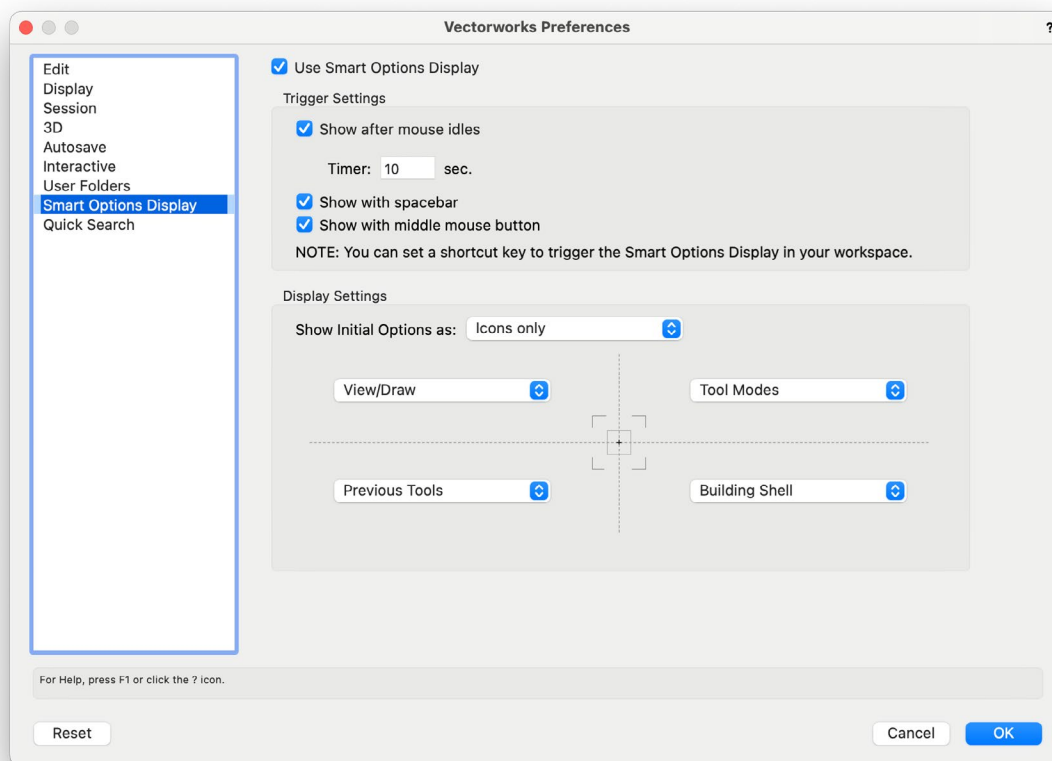 Vectorworks Preferences
?
Edit
Display
Session
3D
Autosave
Interactive
User Folders
Smart Options Display
Quick Search
Use Smart Options Display
Trigger Settings
Show after mouse idles
Timer: 10 sec.
Show with spacebar
Show with middle mouse button
NOTE: You can set a shortcut key to trigger the Smart Options Display in your workspace.
Display Settings
Show Initial Options as: Icons only
View/Draw Tool Modes
Previous Tools Building Shell
For Help, press F1 or click the ? icon.
Reset Cancel OK